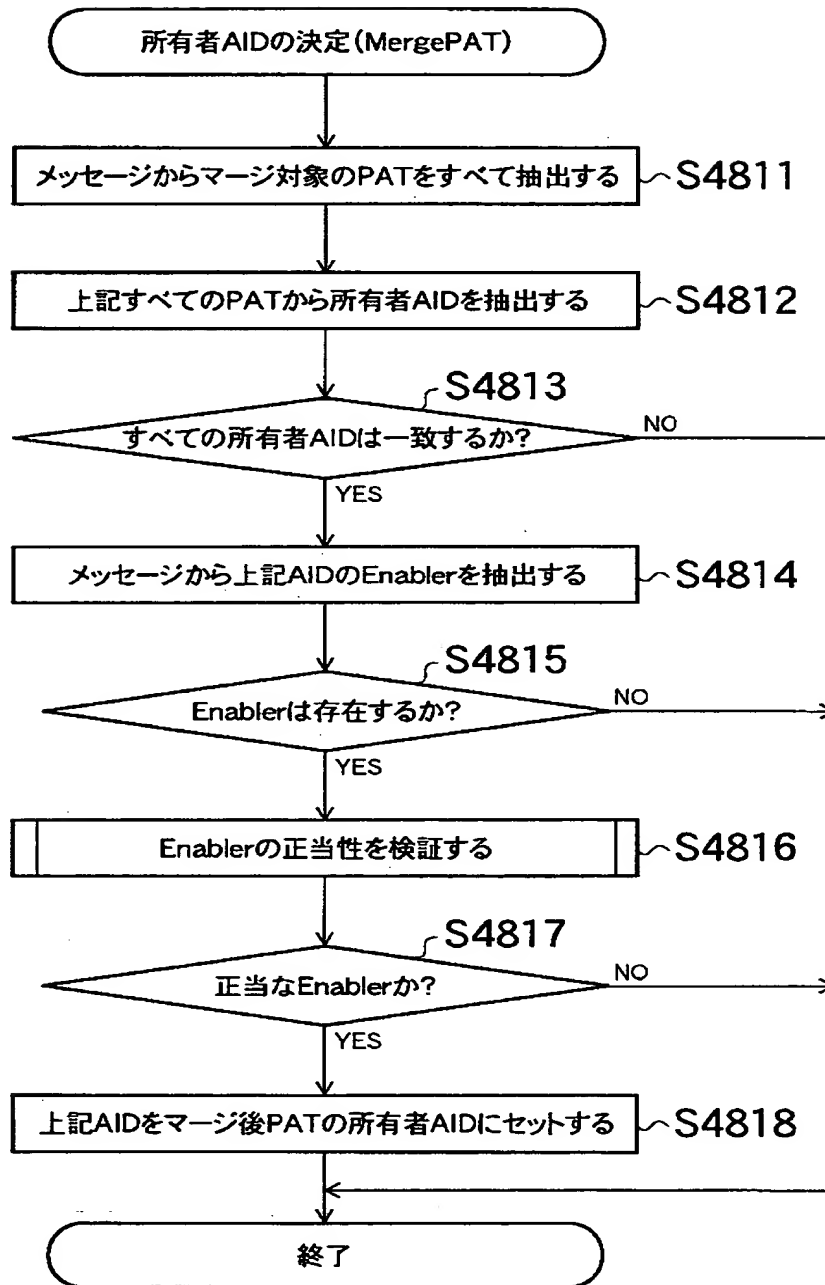 所有者AIDの決定(MergePAT)
メッセージからマージ対象のPATをすべて抽出する
S4811
上記すべてのPATから所有者AIDを抽出する
S4812
S4813
すべての所有者AIDは一致するか?
NO
YES
メッセージから上記AIDのEnablerを抽出する
S4814
S4815
Enablerは存在するか?
NO
YES
Enablerの正当性を検証する
S4816
S4817
正当なEnablerか?
NO
YES
上記AIDをマージ後PATの所有者AIDにセットする
S4818
終了